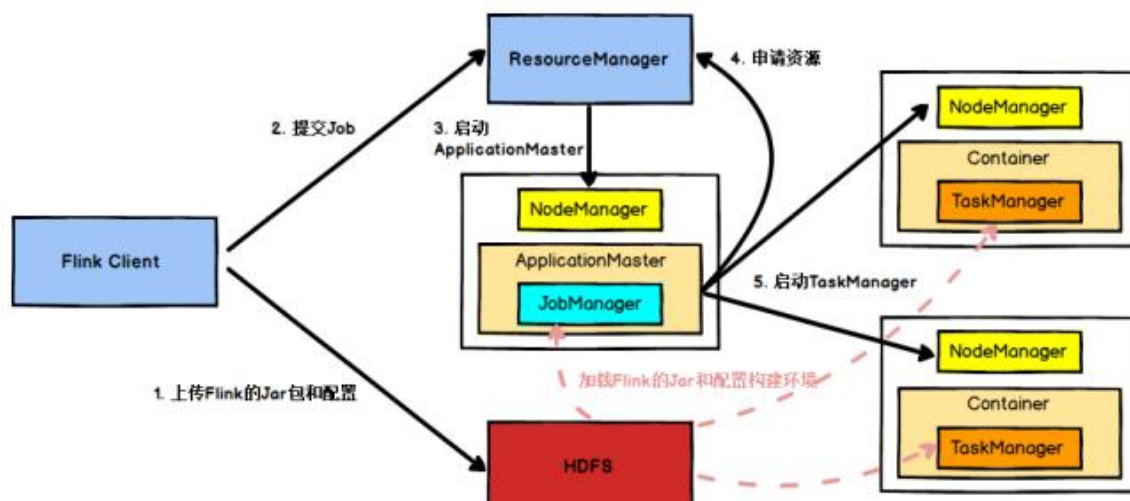 ResourceManager
4. 申请资源
NodeManager
2. 提交Job
3. 启动
ApplicationMaster
Container
TaskManager
NodeManager
Flink Client
ApplicationMaster
JobManager
5. 启动TaskManager
NodeManager
加载Flink的Jar和配置构建环境
1. 上传Flink的Jar包和配置
Container
TaskManager
HDFS